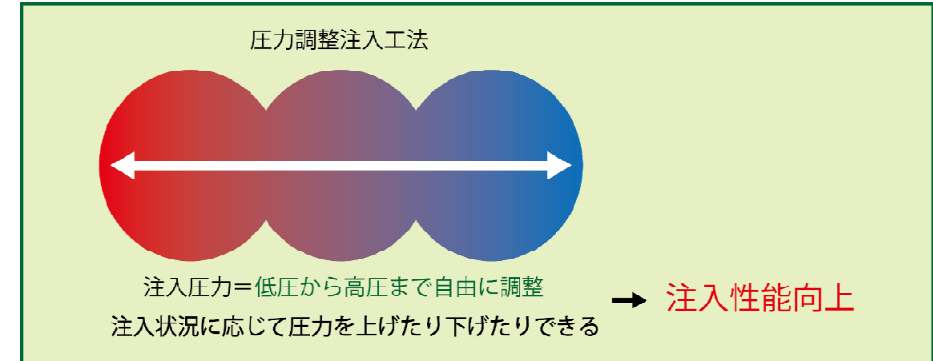 圧力調整注入工法
注入圧力＝低圧から高圧まで自由に調整
注入状況に応じて圧力を上げたり下げたりできる
→ 注入性能向上